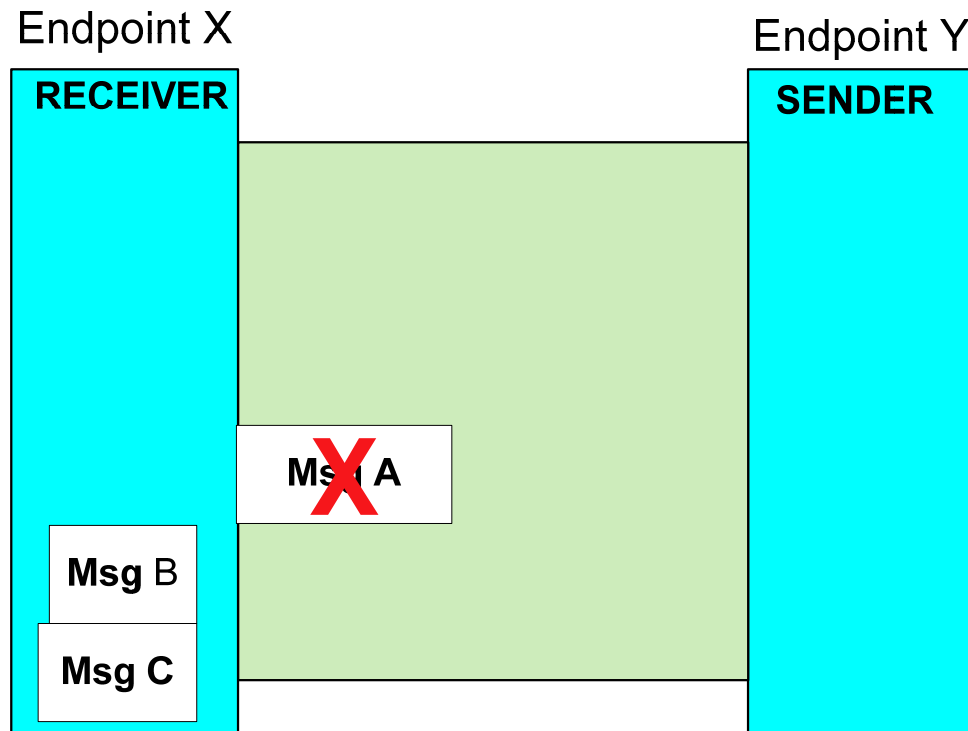 Endpoint X
Endpoint Y
RECEIVER
SENDER
Msg A
X
Msg B
Msg C